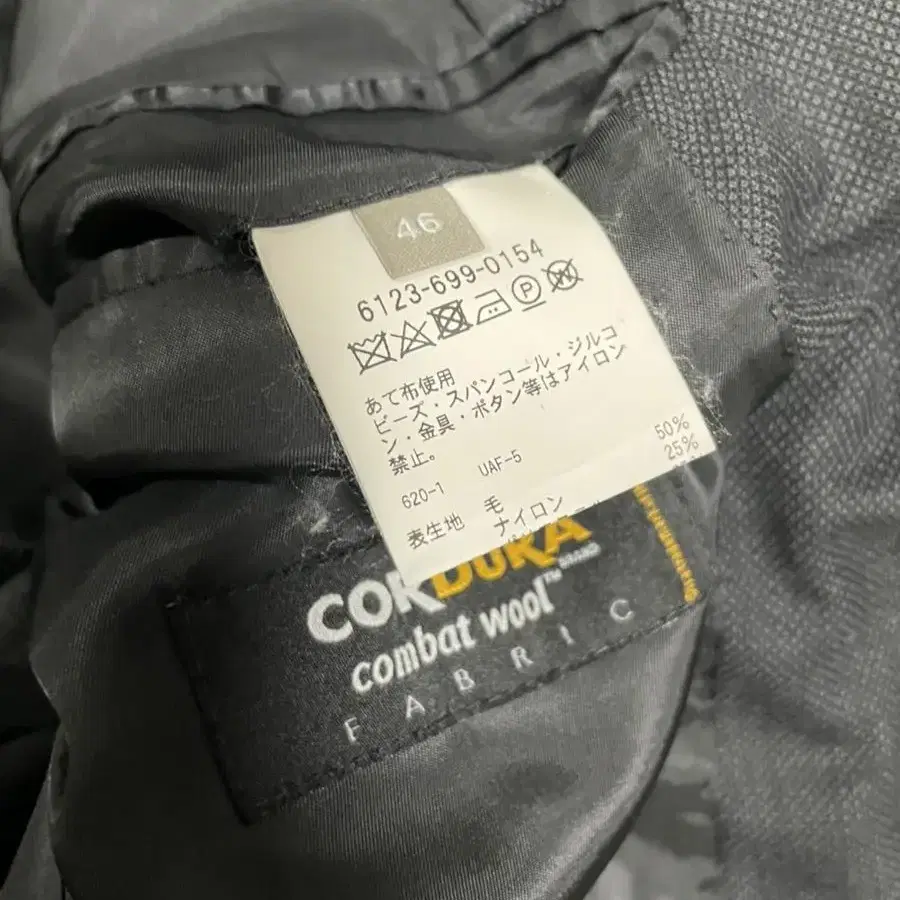 46
6123-699-0154
あて布使用
ビーズ・スパンコール・ジルコ
ン・金具・ボタン等はアイロン
禁止。
620-1 UAF-5
表生地 毛 50%
ナイロン 25%
CORDURA
BRAND
combat wool™
FABRIC